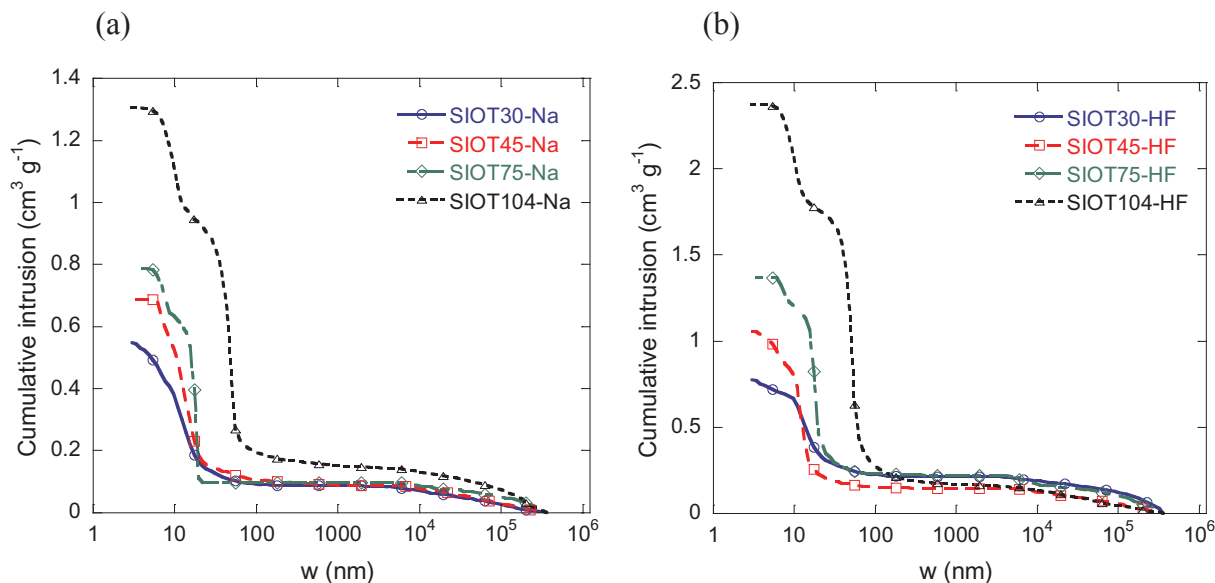 (a)
Cumulative intrusion (cm³ g⁻¹)
1.4
1.2
1
0.8
0.6
0.4
0.2
0
SIOT30-Na
SIOT45-Na
SIOT75-Na
SIOT104-Na
1 10 100 1000 10⁴ 10⁵ 10⁶
w (nm)
(b)
Cumulative intrusion (cm³ g⁻¹)
2.5
2
1.5
1
0.5
0
SIOT30-HF
SIOT45-HF
SIOT75-HF
SIOT104-HF
1 10 100 1000 10⁴ 10⁵ 10⁶
w (nm)